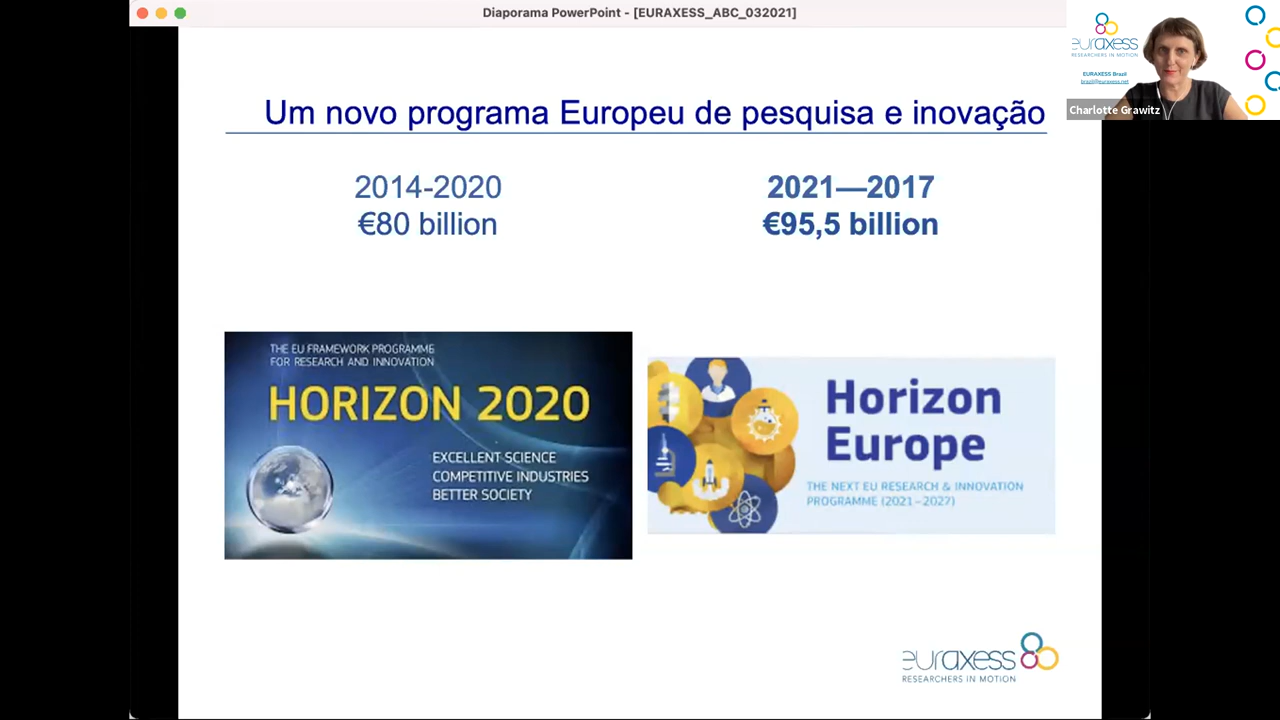 Diaporama PowerPoint - [EURAXESS_ABC_032021]
euraxess
RESEARCHERS IN MOTION
EURAXESS Brazil
brazil@euraxess.net
Charlotte Grawitz
Um novo programa Europeu de pesquisa e inovação
2014-2020
€80 billion
2021—2017
€95,5 billion
THE EU FRAMEWORK PROGRAMME
FOR RESEARCH AND INNOVATION
HORIZON 2020
EXCELLENT SCIENCE
COMPETITIVE INDUSTRIES
BETTER SOCIETY
Horizon
Europe
THE NEXT EU RESEARCH & INNOVATION
PROGRAMME (2021–2027)
euraxess
RESEARCHERS IN MOTION